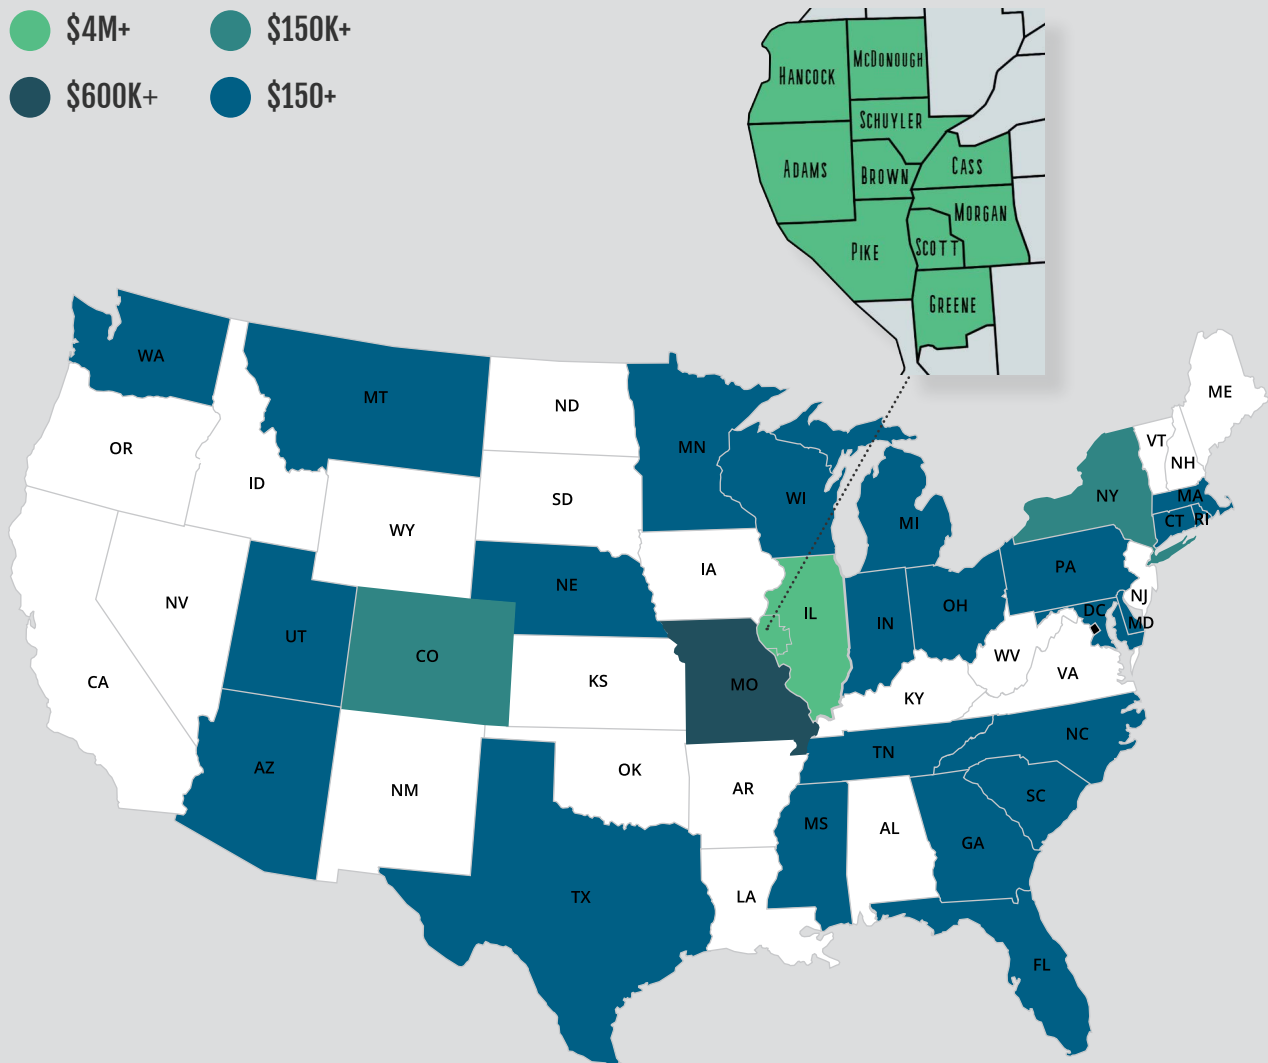 $4M+ $150K+
$600K+ $150+
HANCOCK
MCDONOUGH
SCHUYLER
ADAMS
BROWN
CASS
MORGAN
PIKE
SCOTT
GREENE
WA
MT
ND
MN
ME
VT
NH
OR
ID
SD
WI
MI
NY
MA
CT
RI
WY
IA
PA
NJ
NV
NE
IL
IN
OH
DC
MD
UT
CO
KS
MO
WV
VA
CA
KY
NC
AZ
NM
OK
AR
TN
SC
MS
AL
GA
TX
LA
FL